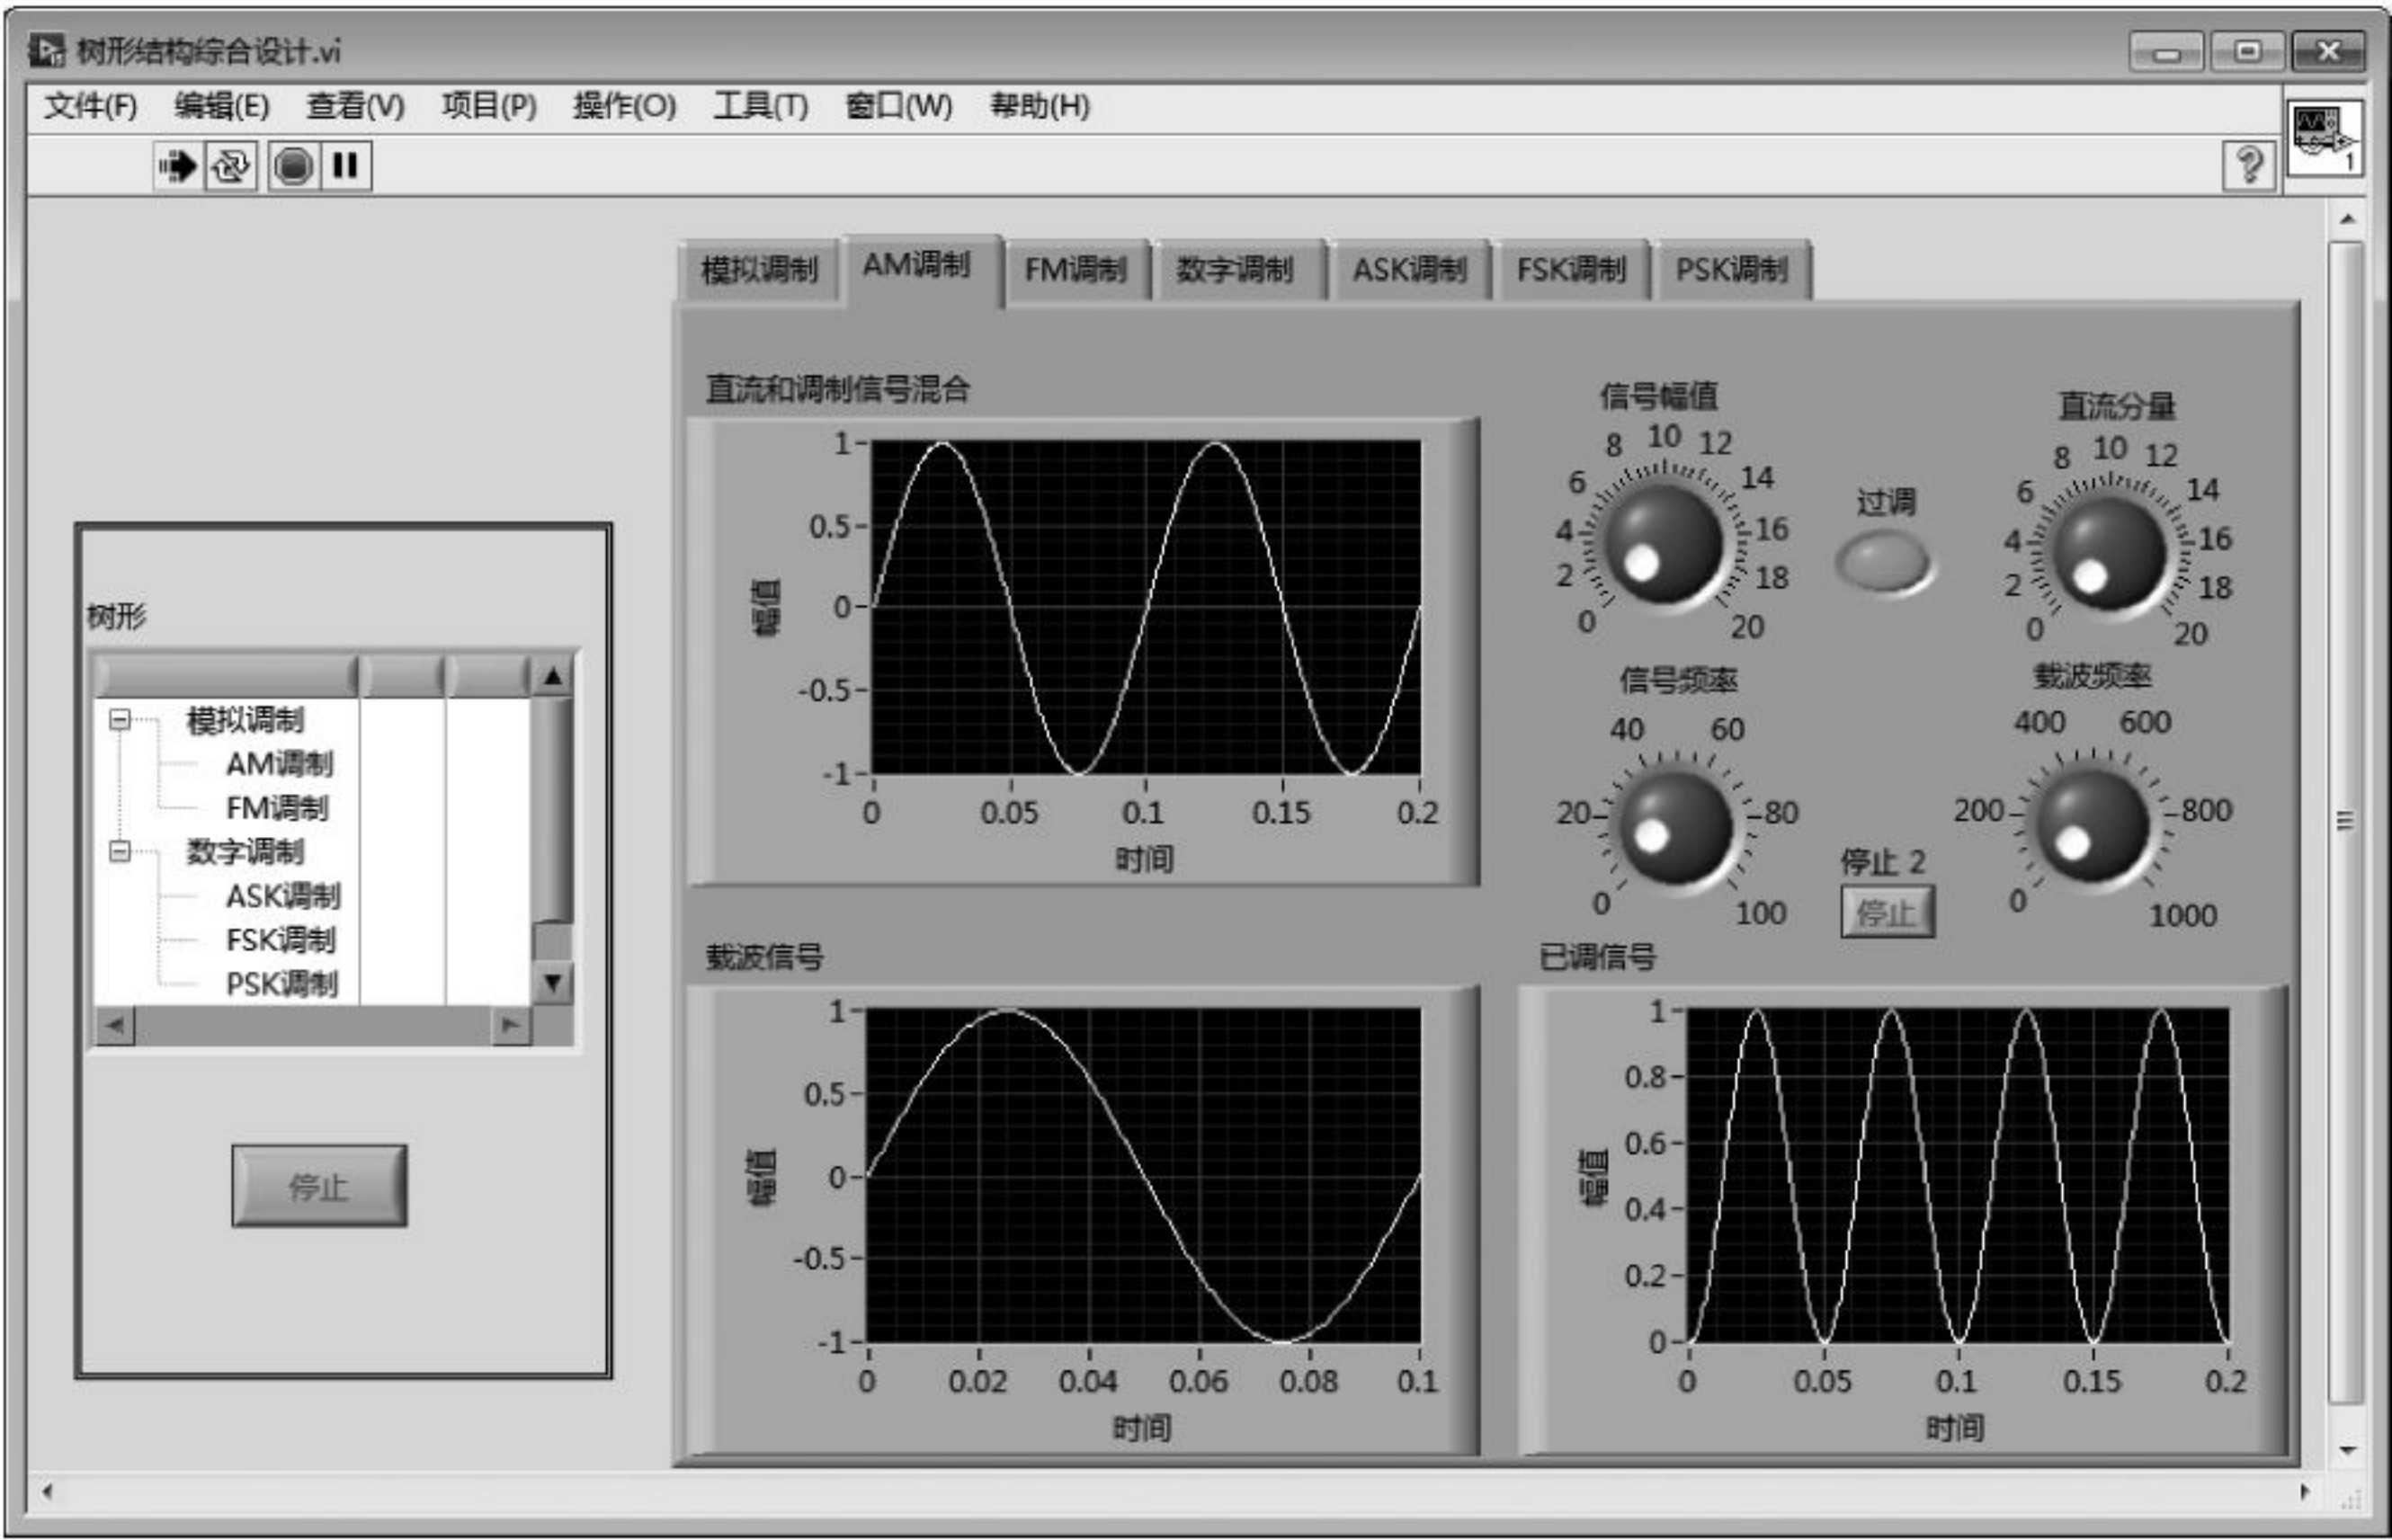 树形结构综合设计.vi
文件(F) 编辑(E) 查看(V) 项目(P) 操作(O) 工具(T) 窗口(W) 帮助(H)
1
模拟调制 AM调制 FM调制 数字调制 ASK调制 FSK调制 PSK调制
树形
模拟调制
AM调制
FM调制
数字调制
ASK调制
FSK调制
PSK调制
停止
直流和调制信号混合
幅值
1
0.5
0
-0.5
-1
0 0.05 0.1 0.15 0.2
时间
信号幅值
0 2 4 6 8 10 12 14 16 18 20
过调
直流分量
0 2 4 6 8 10 12 14 16 18 20
信号频率
0 20 40 60 80 100
停止 2
停止
载波频率
0 200 400 600 800 1000
载波信号
幅值
1
0.5
0
-0.5
-1
0 0.02 0.04 0.06 0.08 0.1
时间
已调信号
幅值
1
0.8
0.6
0.4
0.2
0
0 0.05 0.1 0.15 0.2
时间